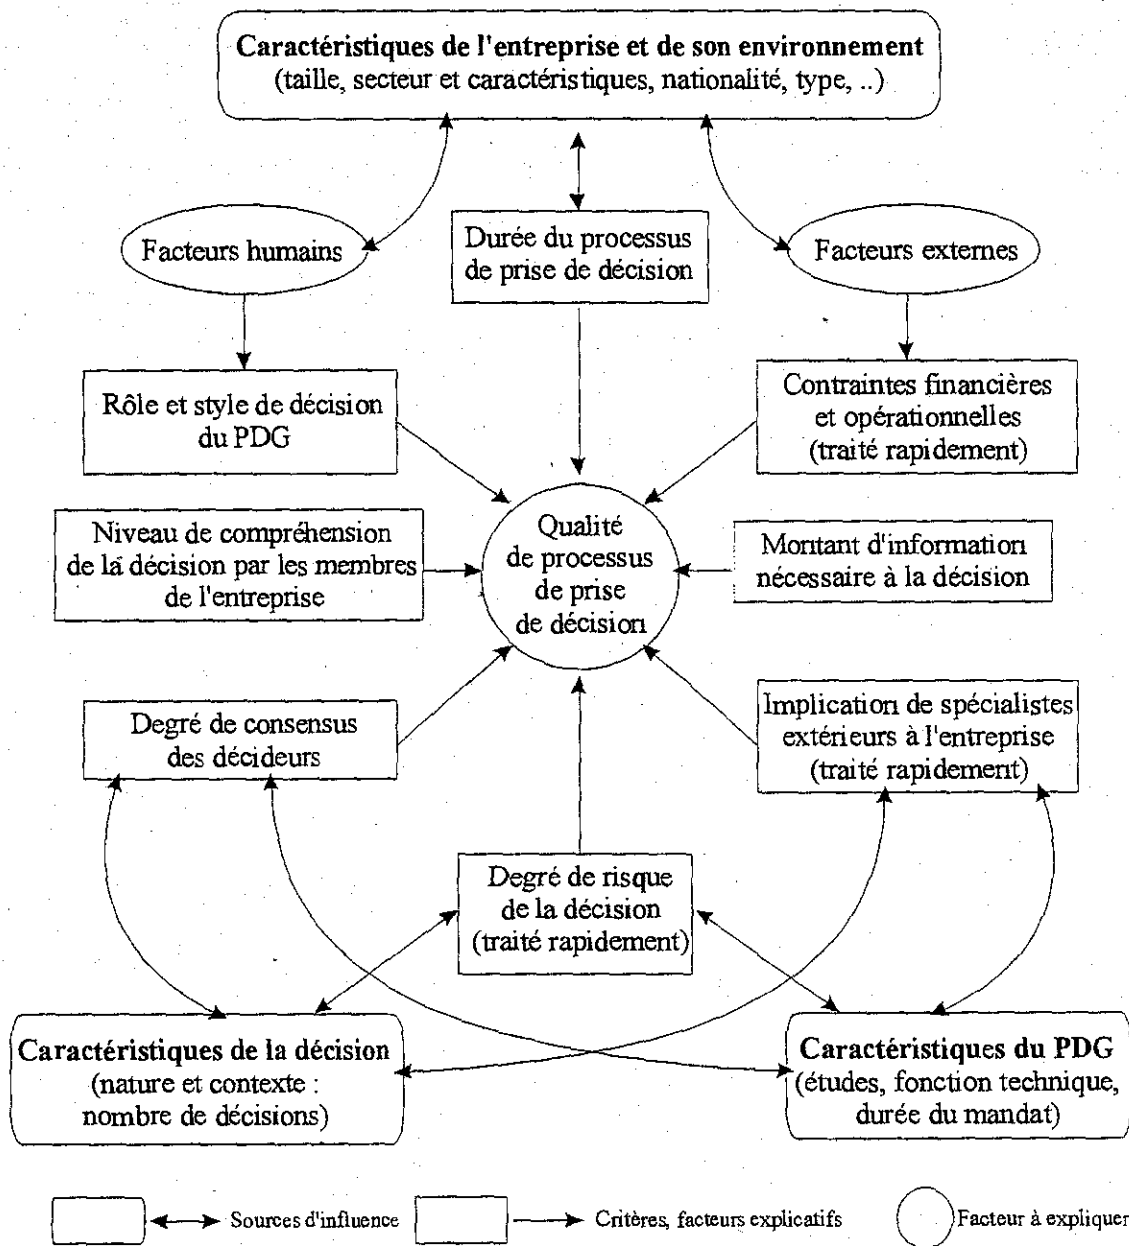 Caractéristiques de l'entreprise et de son environnement
(taille, secteur et caractéristiques, nationalité, type, ..)
Facteurs humains
Durée du processus
de prise de décision
Facteurs externes
Rôle et style de décision
du PDG
Contraintes financières
et opérationnelles
(traité rapidement)
Niveau de compréhension
de la décision par les membres
de l'entreprise
Qualité
de processus
de prise
de décision
Montant d'information
nécessaire à la décision
Degré de consensus
des décideurs
Implication de spécialistes
extérieurs à l'entreprise
(traité rapidement)
Degré de risque
de la décision
(traité rapidement)
Caractéristiques de la décision
(nature et contexte :
nombre de décisions)
Caractéristiques du PDG
(études, fonction technique,
durée du mandat)
Sources d'influence
Critères, facteurs explicatifs
Facteur à expliquer